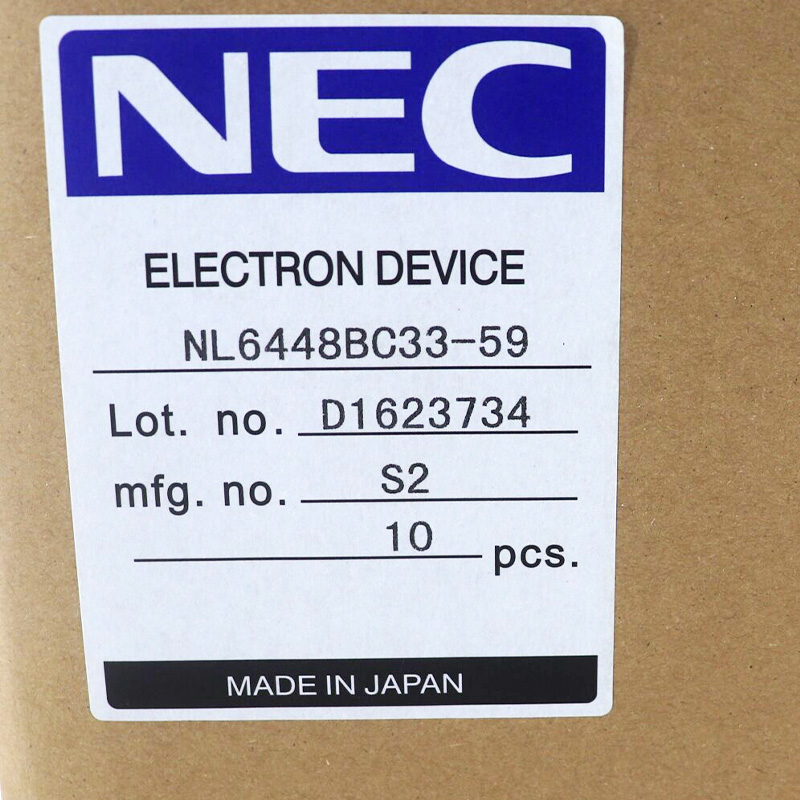 NEC
ELECTRON DEVICE
NL6448BC33-59
Lot. no. D1623734
mfg. no. S2
10 pcs.
MADE IN JAPAN